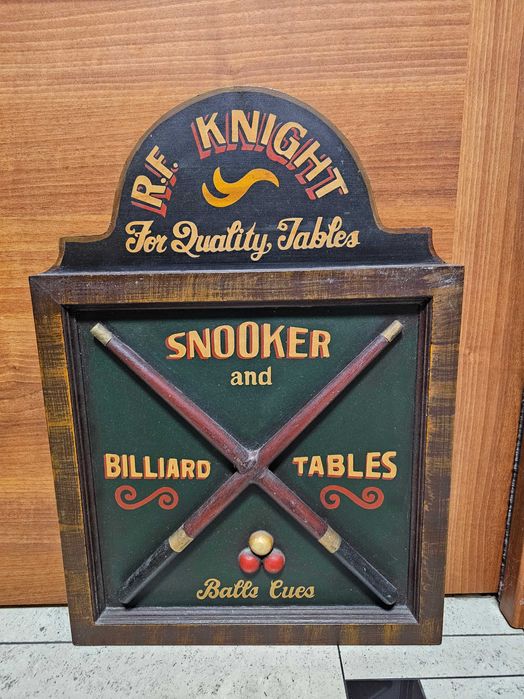 R.F. KNIGHT
For Quality, Tables
SNOOKER
and
BILLIARD TABLES
Balls Cues